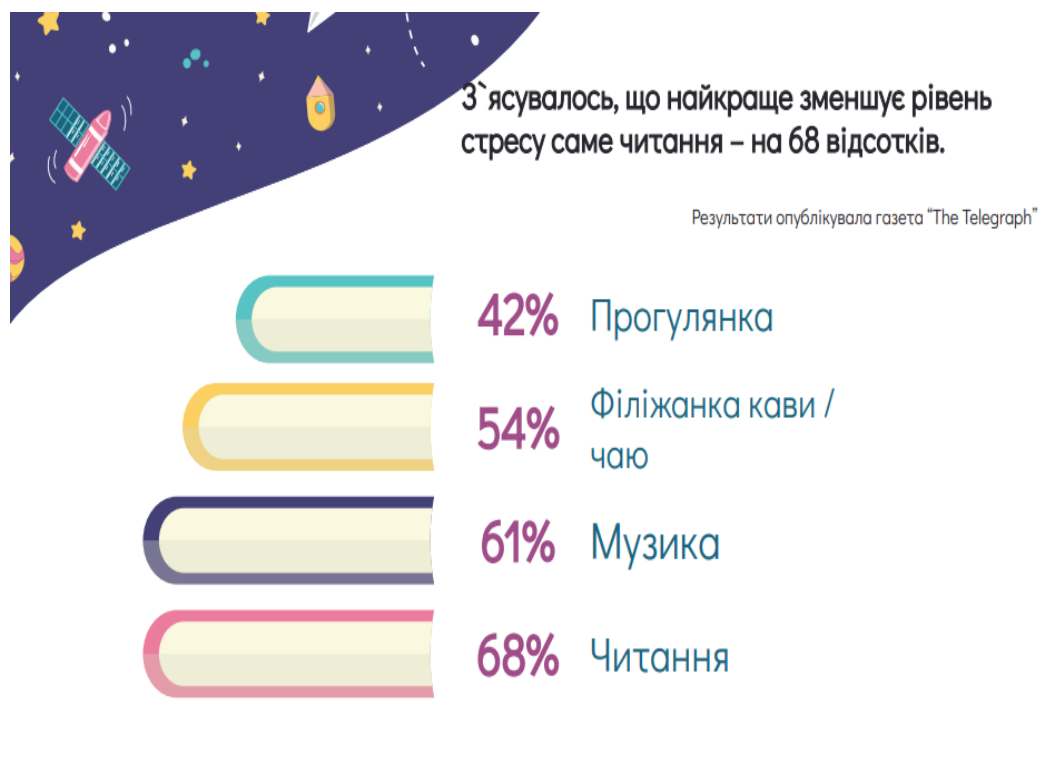 З`ясувалось, що найкраще зменшує рівень
стресу саме читання – на 68 відсотків.
Результати опублікувала газета “The Telegraph”
42% Прогулянка
54% Філіжанка кави /
чаю
61% Музика
68% Читання